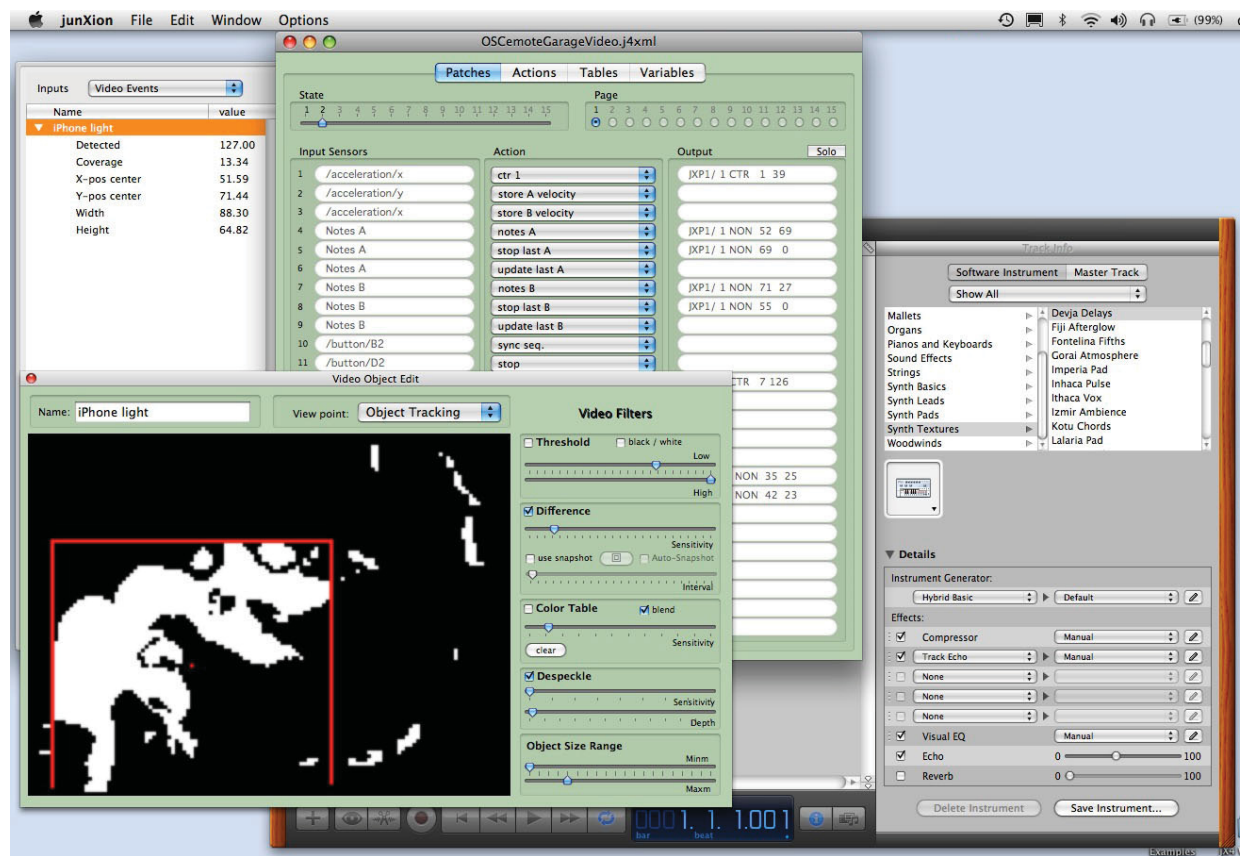 junXion File Edit Window Options (99%)
OSCemoteGarageVideo.j4xml
Patches Actions Tables Variables
Inputs Video Events
Name value
iPhone light
Detected 127.00
Coverage 13.34
X-pos center 51.59
Y-pos center 71.44
Width 88.30
Height 64.82
State Page
1 2 3 4 5 6 7 8 9 10 11 12 13 14 15 1 2 3 4 5 6 7 8 9 10 11 12 13 14 15
Input Sensors Action Output Solo
1 /acceleration/x ctr 1 JXP1/ 1 CTR 1 39
2 /acceleration/y store A velocity
3 /acceleration/x store B velocity
4 Notes A notes A JXP1/ 1 NON 52 69
5 Notes A stop last A JXP1/ 1 NON 69 0
6 Notes A update last A
7 Notes B notes B JXP1/ 1 NON 71 27
8 Notes B stop last B JXP1/ 1 NON 55 0
9 Notes B update last B
10 /button/B2 sync seq.
11 /button/D2 stop
CTR 7 126
NON 35 25
NON 42 23
Video Object Edit
Name: iPhone light View point: Object Tracking Video Filters
Threshold black / white
Low
High
Difference
Sensitivity
use snapshot Auto-Snapshot
Interval
Color Table blend
Sensitivity
clear
Despeckle
Sensitivity
Depth
Object Size Range
Minm
Maxm
Track Info
Software Instrument Master Track
Show All
Mallets
Organs
Pianos and Keyboards
Sound Effects
Strings
Synth Basics
Synth Leads
Synth Pads
Synth Textures
Woodwinds
Devja Delays
Fiji Afterglow
Fontelina Fifths
Gorai Atmosphere
Imperia Pad
Inhaca Pulse
Ithaca Vox
Izmir Ambience
Kotu Chords
Lalaria Pad
Details
Instrument Generator:
Hybrid Basic Default
Effects:
Compressor Manual
Track Echo Manual
None
None
None
Visual EQ Manual
Echo 0 100
Reverb 0 100
Delete Instrument Save Instrument...
0001. 1. 1.001
bar beat
Examples